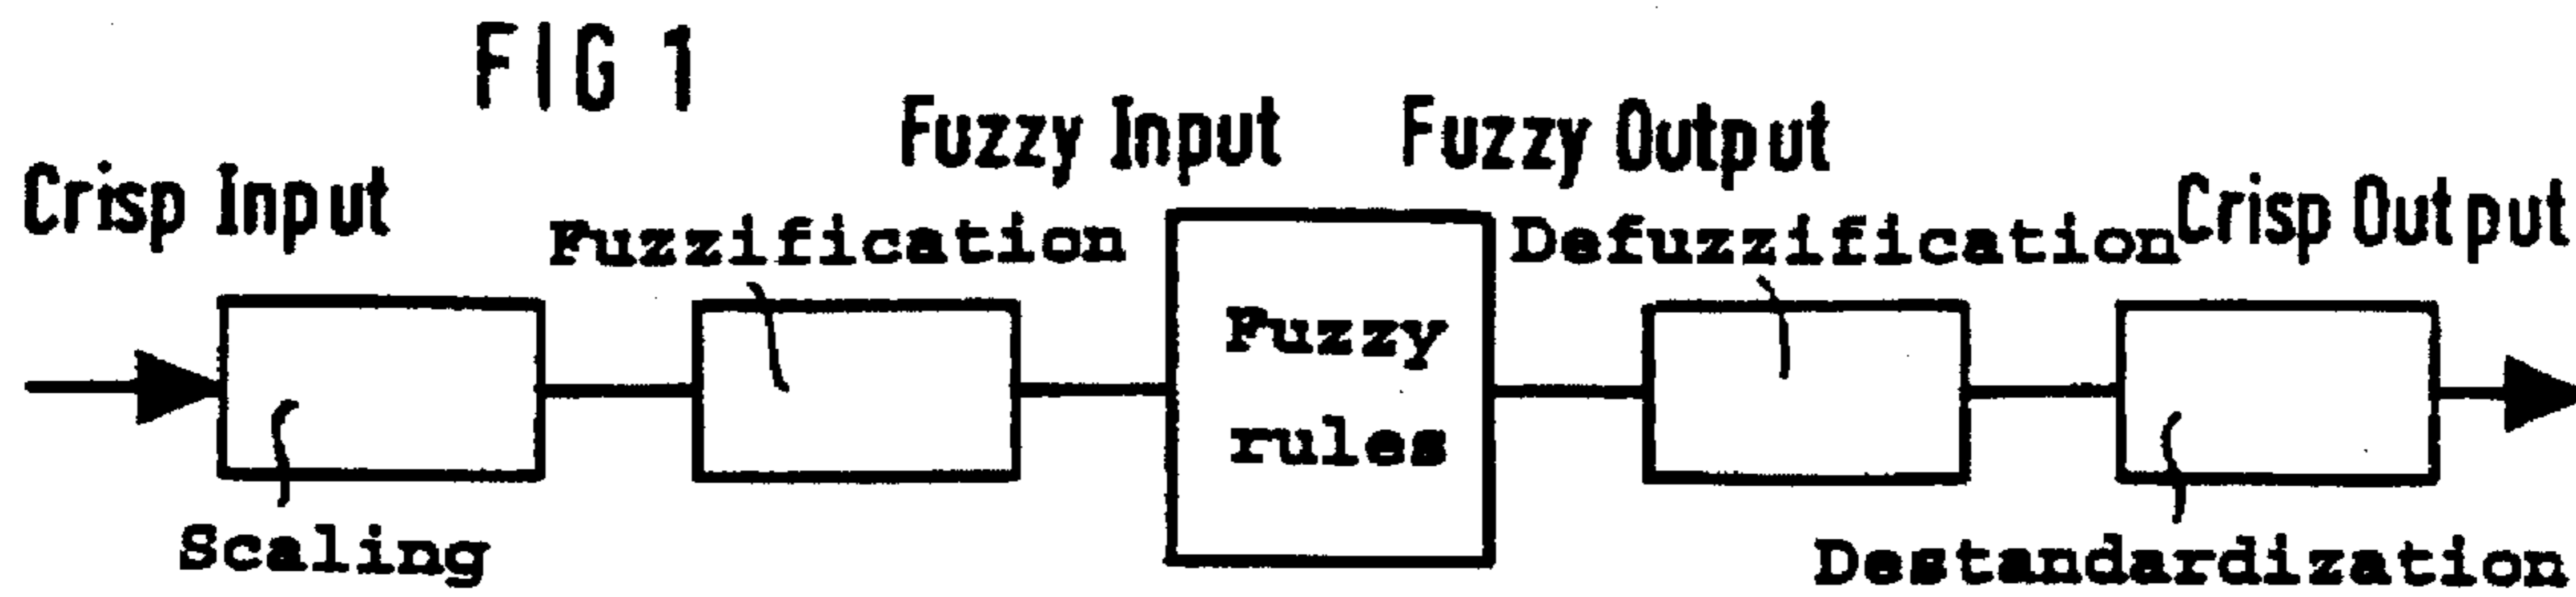 FIG 1
Crisp Input
Fuzzy Input
Fuzzy Output
Crisp Output
Fuzzification
Defuzzification
Fuzzy
rules
Scaling
Destandardization